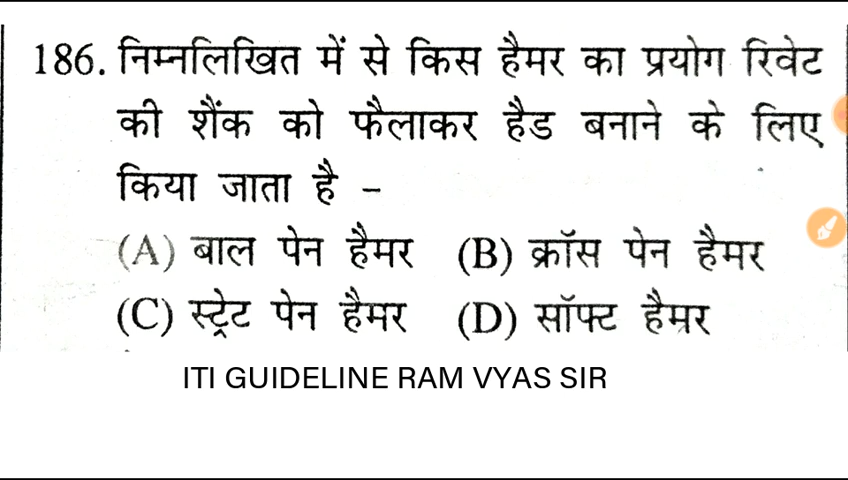 186. निम्नलिखित में से किस हैमर का प्रयोग रिवेट
की शैंक को फैलाकर हैड बनाने के लिए
किया जाता है -
(A) बाल पेन हैमर (B) क्रॉस पेन हैमर
(C) स्ट्रेट पेन हैमर (D) सॉफ्ट हैमर
ITI GUIDELINE RAM VYAS SIR